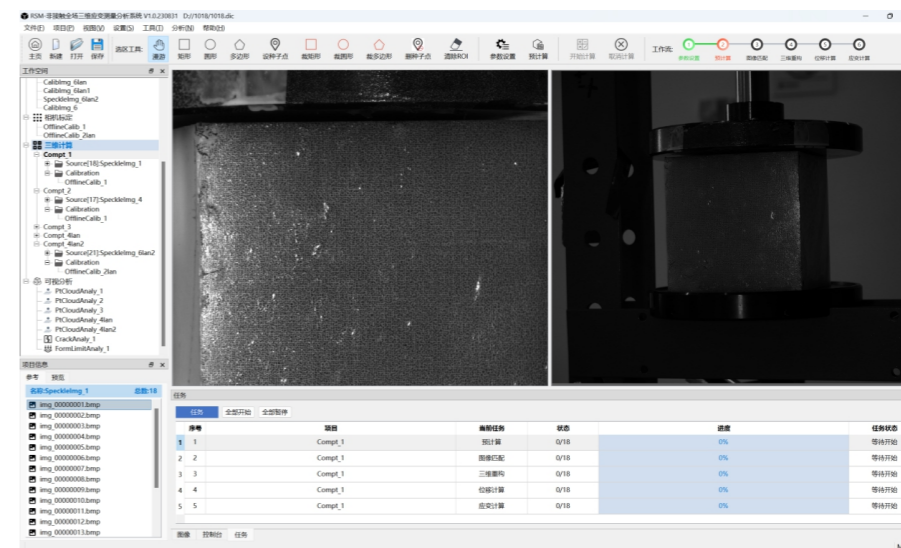 RSM-非接触全场三维应变测量分析系统 V1.0.230831 D://1018/1018.dic
文件(F) 项目(P) 视图(V) 设置(S) 工具(T) 分析(N) 帮助(H)
主页 新建 打开 保存 选区工具: 漫游 矩形 圆形 多边形 设种子点 裁矩形 裁圆形 裁多边形 删种子点 清除ROI 参数设置 预计算 开始计算 取消计算 工作流: 1 参数设置 2 预计算 3 图像匹配 4 三维重构 5 位移计算 6 应变计算
工作空间
CalibImg_6lan
CalibImg_6lan1
SpeckleImg_6lan2
CalibImg_6
相机标定
OfflineCalib_1
OfflineCalib_2lan
三维计算
Compt_1
Source[18]:SpeckleImg_1
Calibration
OfflineCalib_1
Compt_2
Source[17]:SpeckleImg_4
Calibration
OfflineCalib_1
Compt_3
Compt_4lan
Compt_4lan2
Source[21]:SpeckleImg_6lan2
Calibration
OfflineCalib_2lan
可视分析
PtCloudAnaly_1
PtCloudAnaly_2
PtCloudAnaly_3
PtCloudAnaly_4lan
PtCloudAnaly_4lan2
CrackAnaly_1
FormLimitAnaly_1
项目信息
参考 预览
名称:SpeckleImg_1 总数:18
img_00000001.bmp
img_00000002.bmp
img_00000003.bmp
img_00000004.bmp
img_00000005.bmp
img_00000006.bmp
img_00000007.bmp
img_00000008.bmp
img_00000009.bmp
img_00000010.bmp
img_00000011.bmp
img_00000012.bmp
img_00000013.bmp
任务
任务 全部开始 全部暂停
序号 项目 当前任务 状态 进度 任务状态
1 1 Compt_1 预计算 0/18 0% 等待开始
2 2 Compt_1 图像匹配 0/18 0% 等待开始
3 3 Compt_1 三维重构 0/18 0% 等待开始
4 4 Compt_1 位移计算 0/18 0% 等待开始
5 5 Compt_1 应变计算 0/18 0% 等待开始
图像 控制台 任务